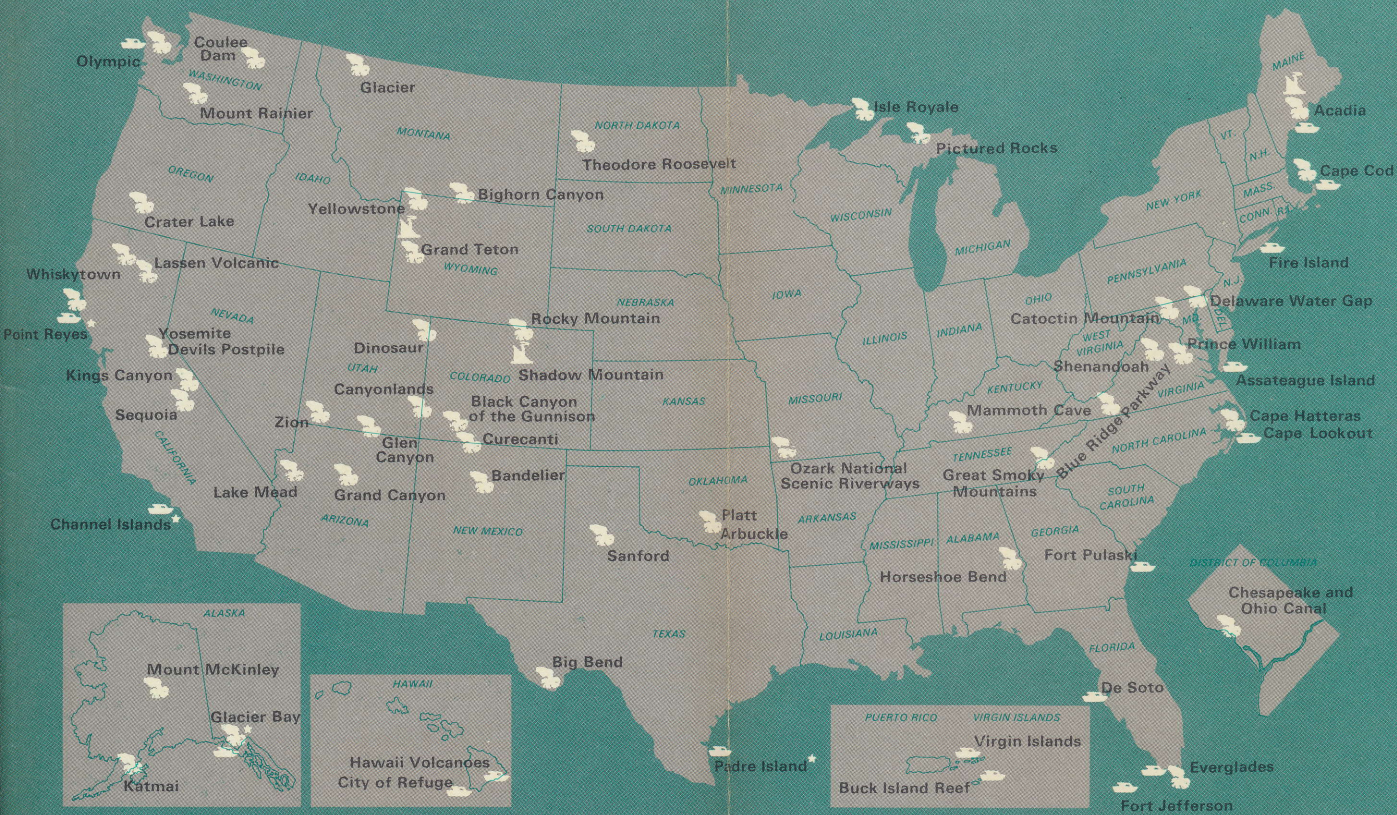 Olympic
Coulee
Dam
WASHINGTON
Mount Rainier
Glacier
MONTANA
NORTH DAKOTA
Theodore Roosevelt
Isle Royale
Pictured Rocks
MAINE
Acadia
VT.
N.H.
Cape Cod
MASS.
CONN
R.I.
NEW YORK
OREGON
IDAHO
Crater Lake
Yellowstone
Bighorn Canyon
Grand Teton
WYOMING
SOUTH DAKOTA
MINNESOTA
WISCONSIN
MICHIGAN
Fire Island
PENNSYLVANIA
N.J.
Delaware Water Gap
Whiskytown
Lassen Volcanic
NEVADA
NEBRASKA
IOWA
OHIO
Catoctin Mountain
MD.
DEL
Point Reyes
Yosemite
Devils Postpile
Rocky Mountain
Dinosaur
UTAH
Canyonlands
COLORADO
Shadow Mountain
ILLINOIS
INDIANA
WEST
VIRGINIA
Prince William
Shenandoah
Assateague Island
Kings Canyon
Sequoia
CALIFORNIA
Zion
Black Canyon
of the Gunnison
Curecanti
KANSAS
MISSOURI
KENTUCKY
Mammoth Cave
Blue Ridge Parkway
VIRGINIA
Cape Hatteras
Cape Lookout
NORTH CAROLINA
Glen
Canyon
Lake Mead
Grand Canyon
Bandelier
OKLAHOMA
Ozark National
Scenic Riverways
TENNESSEE
Great Smoky
Mountains
SOUTH
CAROLINA
Channel Islands
ARIZONA
NEW MEXICO
Sanford
Platt
Arbuckle
ARKANSAS
MISSISSIPPI
ALABAMA
GEORGIA
Fort Pulaski
Horseshoe Bend
DISTRICT OF COLUMBIA
Chesapeake and
Ohio Canal
TEXAS
LOUISIANA
FLORIDA
Big Bend
De Soto
ALASKA
Mount McKinley
Glacier Bay
Katmai
HAWAII
Hawaii Volcanoes
City of Refuge
Padre Island
PUERTO RICO
VIRGIN ISLANDS
Virgin Islands
Buck Island Reef
Everglades
Fort Jefferson